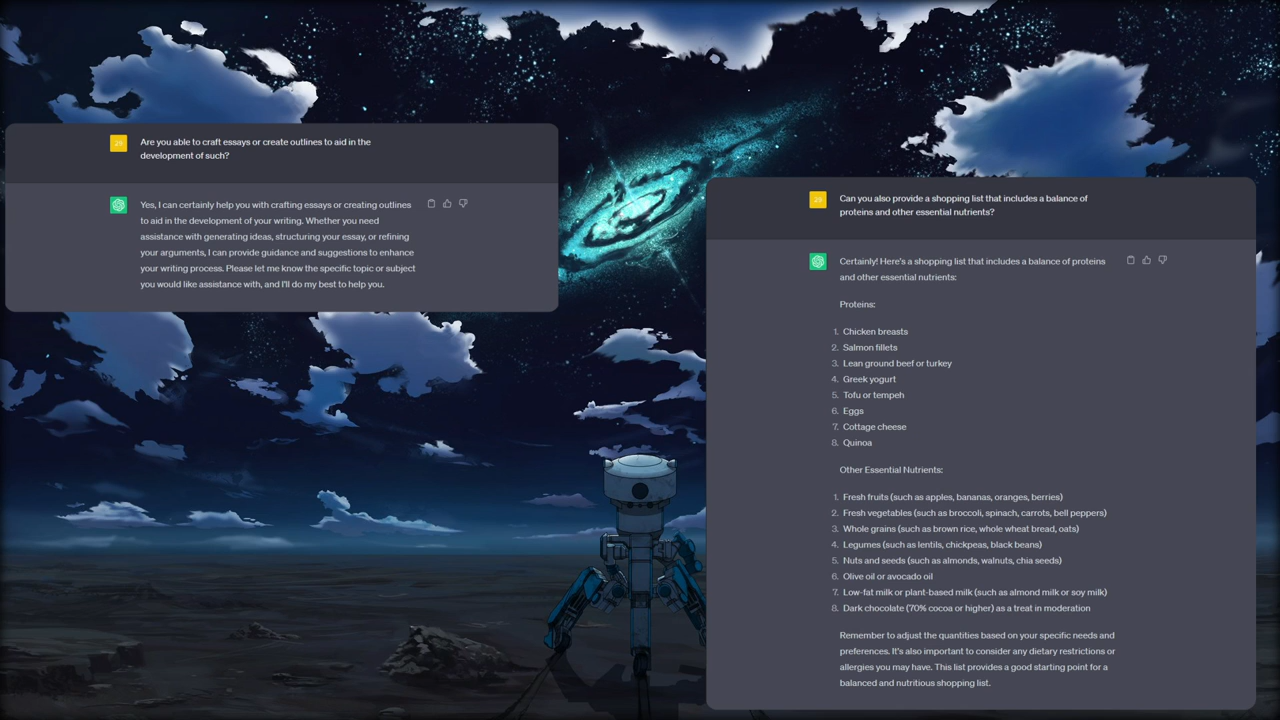 29
Are you able to craft essays or create outlines to aid in the
development of such?
Yes, I can certainly help you with crafting essays or creating outlines
to aid in the development of your writing. Whether you need
assistance with generating ideas, structuring your essay, or refining
your arguments, I can provide guidance and suggestions to enhance
your writing process. Please let me know the specific topic or subject
you would like assistance with, and I'll do my best to help you.
29
Can you also provide a shopping list that includes a balance of
proteins and other essential nutrients?
Certainly! Here's a shopping list that includes a balance of proteins
and other essential nutrients:
Proteins:
1. Chicken breasts
2. Salmon fillets
3. Lean ground beef or turkey
4. Greek yogurt
5. Tofu or tempeh
6. Eggs
7. Cottage cheese
8. Quinoa
Other Essential Nutrients:
1. Fresh fruits (such as apples, bananas, oranges, berries)
2. Fresh vegetables (such as broccoli, spinach, carrots, bell peppers)
3. Whole grains (such as brown rice, whole wheat bread, oats)
4. Legumes (such as lentils, chickpeas, black beans)
5. Nuts and seeds (such as almonds, walnuts, chia seeds)
6. Olive oil or avocado oil
7. Low-fat milk or plant-based milk (such as almond milk or soy milk)
8. Dark chocolate (70% cocoa or higher) as a treat in moderation
Remember to adjust the quantities based on your specific needs and
preferences. It's also important to consider any dietary restrictions or
allergies you may have. This list provides a good starting point for a
balanced and nutritious shopping list.